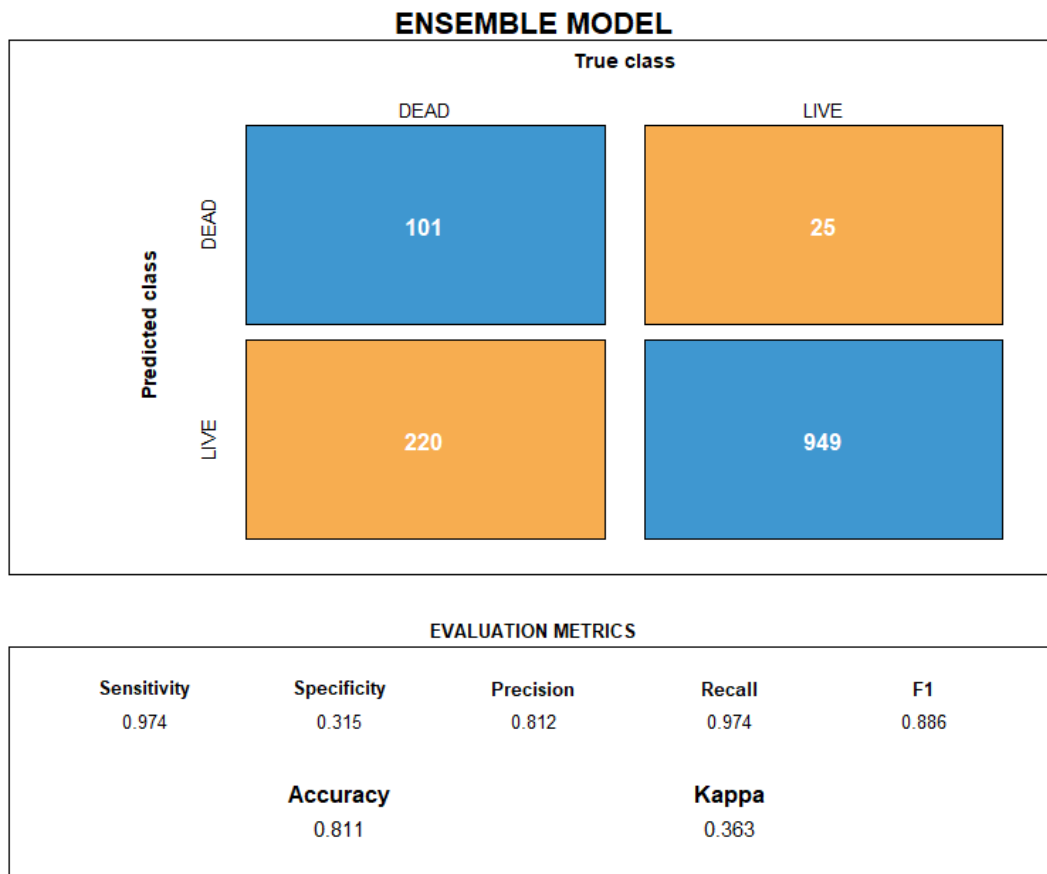 ENSEMBLE MODEL
True class
DEAD LIVE
Predicted class
DEAD
101 25
LIVE
220 949
EVALUATION METRICS
Sensitivity Specificity Precision Recall F1
0.974 0.315 0.812 0.974 0.886
Accuracy Kappa
0.811 0.363